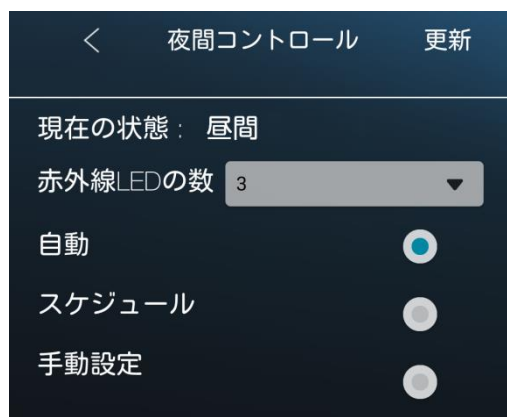 夜間コントロール 更新
現在の状態： 昼間
赤外線LEDの数 3
自動
スケジュール
手動設定